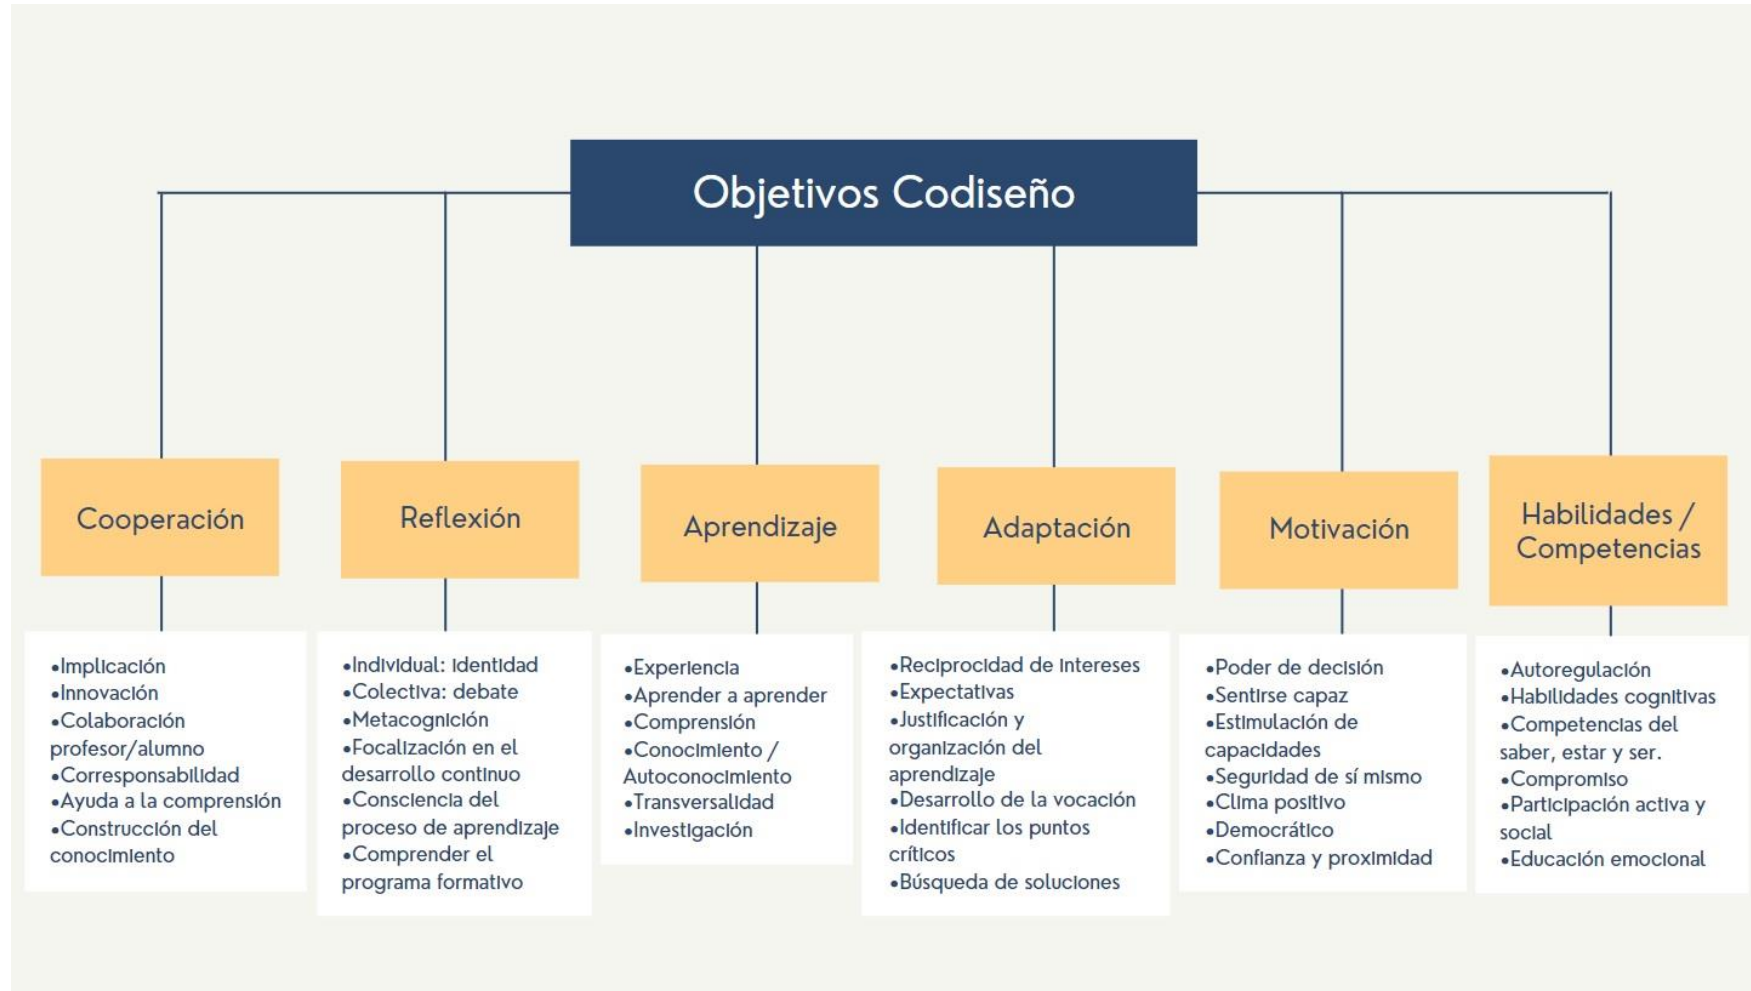 Objetivos Codiseño
Cooperación
•Implicación
•Innovación
•Colaboración
profesor/alumno
•Corresponsabilidad
•Ayuda a la comprensión
•Construcción del
conocimiento
Reflexión
•Individual: identidad
•Colectiva: debate
•Metacognición
•Focalización en el
desarrollo continuo
•Consciencia del
proceso de aprendizaje
•Comprender el
programa formativo
Aprendizaje
•Experiencia
•Aprender a aprender
•Comprensión
•Conocimiento /
Autoconocimiento
•Transversalidad
•Investigación
Adaptación
•Reciprocidad de intereses
•Expectativas
•Justificación y
organización del
aprendizaje
•Desarrollo de la vocación
•Identificar los puntos
críticos
•Búsqueda de soluciones
Motivación
•Poder de decisión
•Sentirse capaz
•Estimulación de
capacidades
•Seguridad de sí mismo
•Clima positivo
•Democrático
•Confianza y proximidad
Habilidades /
Competencias
•Autoregulación
•Habilidades cognitivas
•Competencias del
saber, estar y ser.
•Compromiso
•Participación activa y
social
•Educación emocional